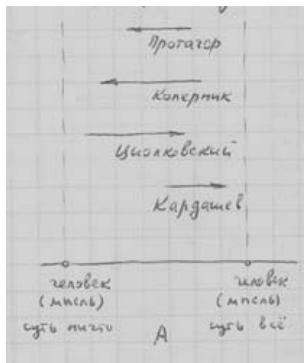 Протагор
Коперник
Циолковский
Кардашев
человек человек
(мысль) (мысль)
суть ничто суть всё
А